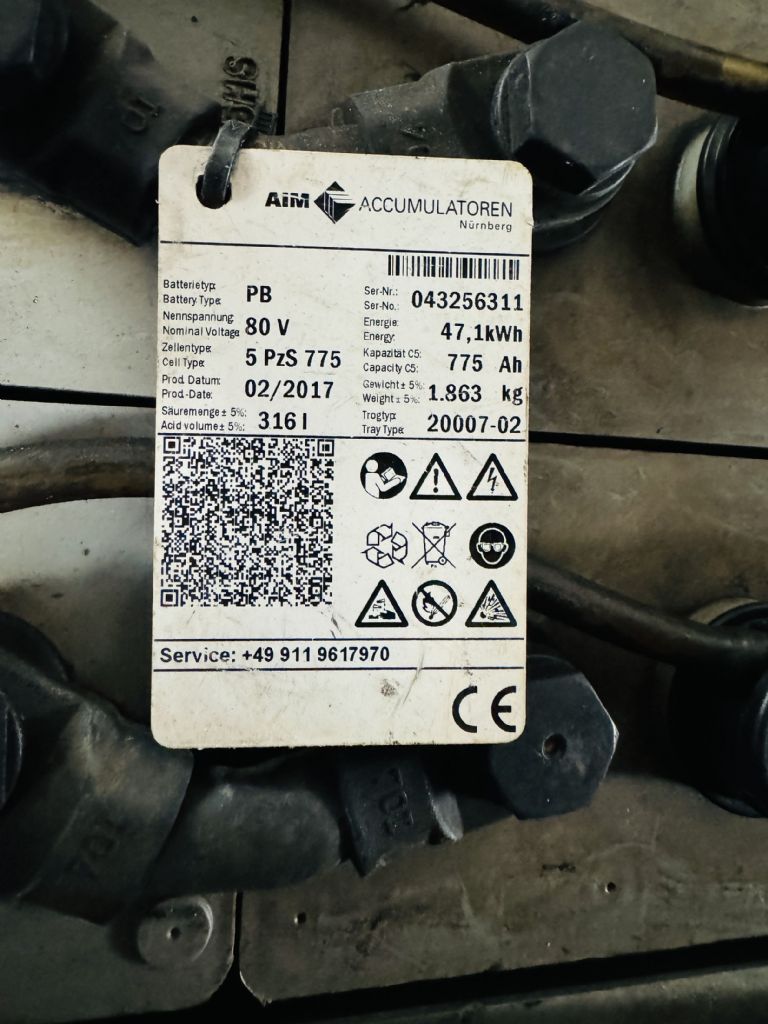 AIM ACCUMULATOREN
Nürnberg
Batterietyp:
Battery Type: PB
Ser-Nr.:
Ser-No.: 043256311
Nennspannung
Nominal Voltage 80 V
Energie:
Energy: 47,1kWh
Zellentype:
Cell Type: 5 PzS 775
Kapazität C5:
Capacity C5: 775 Ah
Prod. Datum:
Prod.-Date: 02/2017
Gewicht ± 5%:
Weight ± 5%: 1.863 kg
Säuremenge ± 5%:
Acid volume ± 5%: 316 l
Trogtyp:
Tray Type: 20007-02
Service: +49 911 9617970
CE